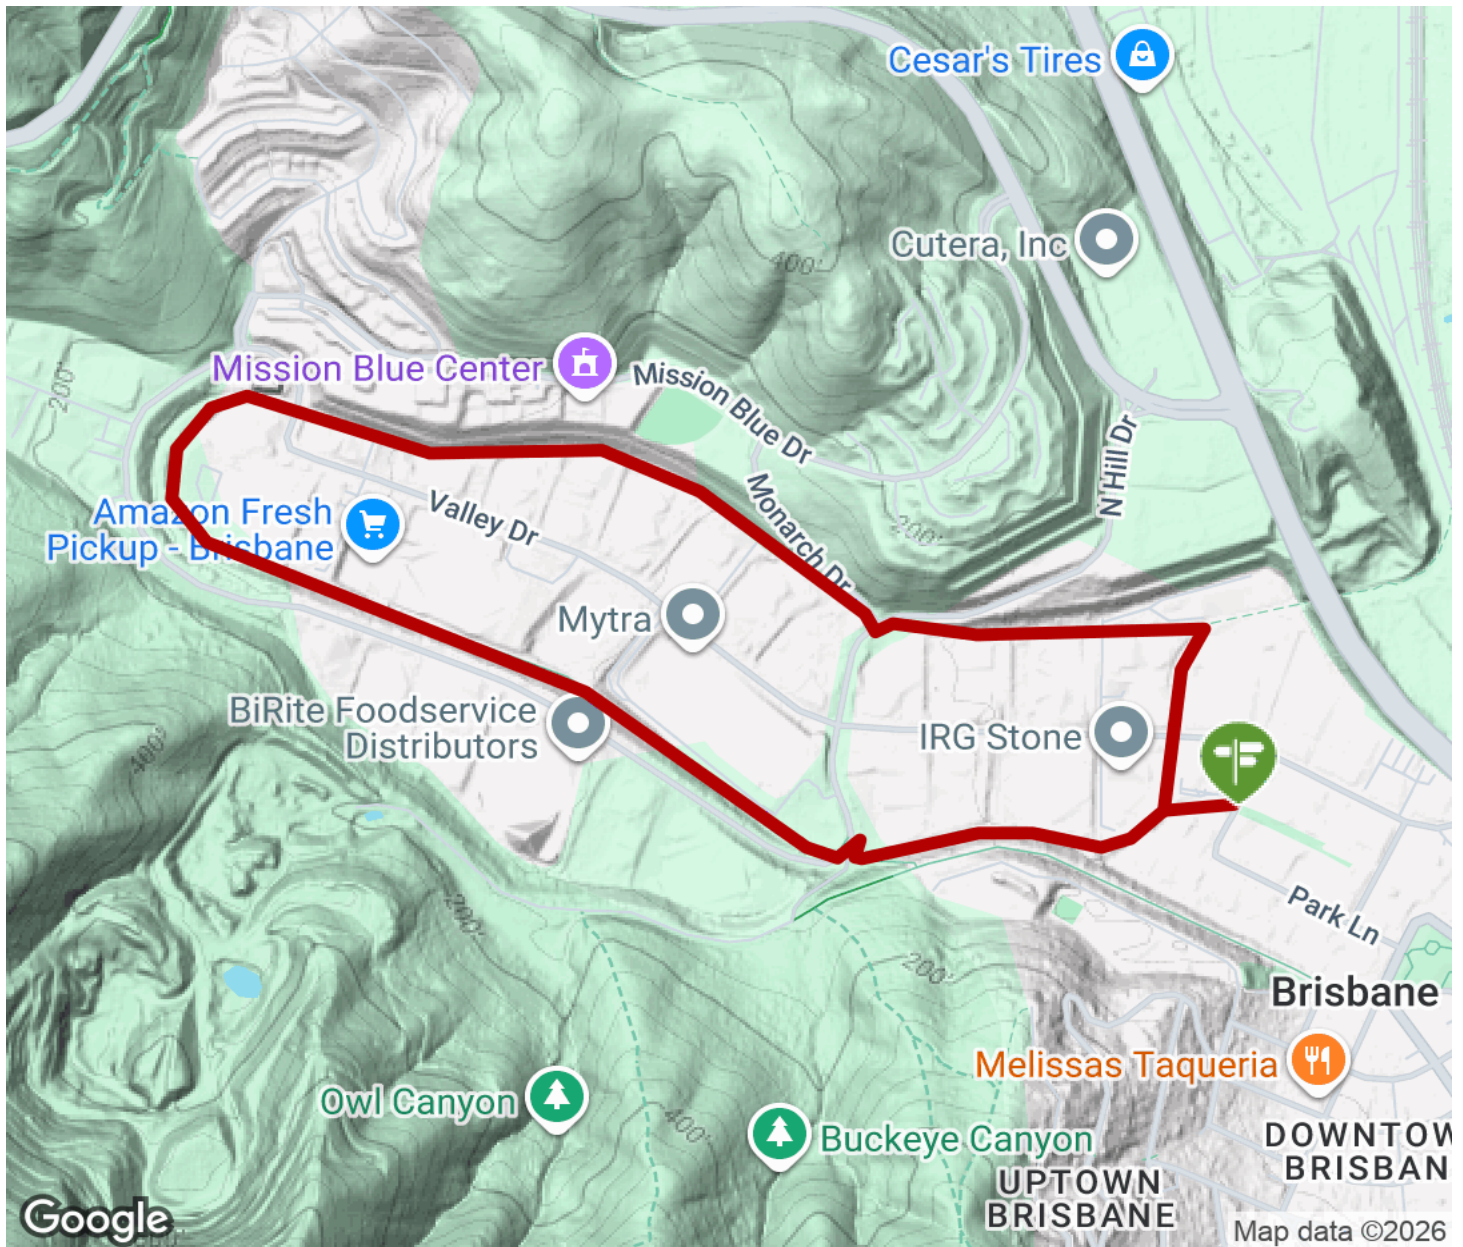 Cesar's Tires
Cutera, Inc
400'
Mission Blue Center
Mission Blue Dr
200'
N Hill Dr
Monarch Dr
Valley Dr
200'
Amazon Fresh
Pickup - Brisbane
Mytra
BiRite Foodservice
Distributors
IRG Stone
400'
Park Ln
200'
200'
Brisbane
Melissas Taqueria
Owl Canyon
400'
Buckeye Canyon
DOWNTOW
BRISBAN
UPTOWN
BRISBANE
Google
Map data ©2026